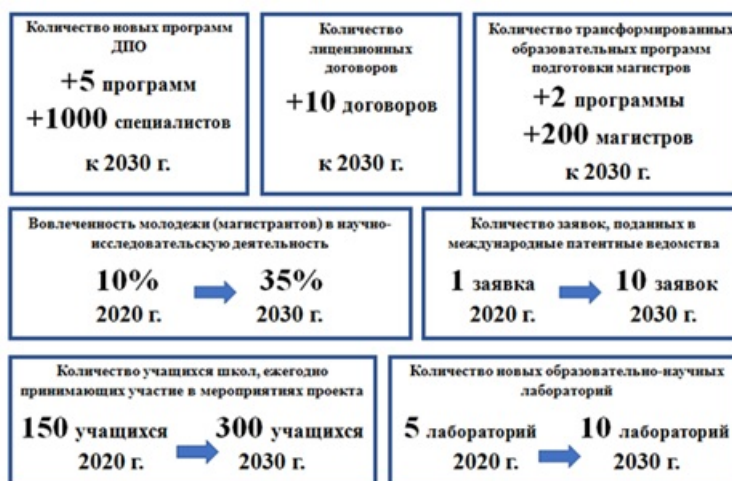 Количество новых программ
ДПО
+5 программ
+1000 специалистов
к 2030 г.
Количество
лицензионных
договоров
+10 договоров
к 2030 г.
Количество трансформированных
образовательных программ
подготовки магистров
+2 программы
+200 магистров
к 2030 г.
Вовлеченность молодежи (магистрантов) в научно-
исследовательскую деятельность
10% 35%
2020 г. 2030 г.
Количество заявок, поданных в
международные патентные ведомства
1 заявка 10 заявок
2020 г. 2030 г.
Количество учащихся школ, ежегодно
принимающих участие в мероприятиях проекта
150 учащихся 300 учащихся
2020 г. 2030 г.
Количество новых образовательно-научных
лабораторий
5 лабораторий 10 лабораторий
2020 г. 2030 г.